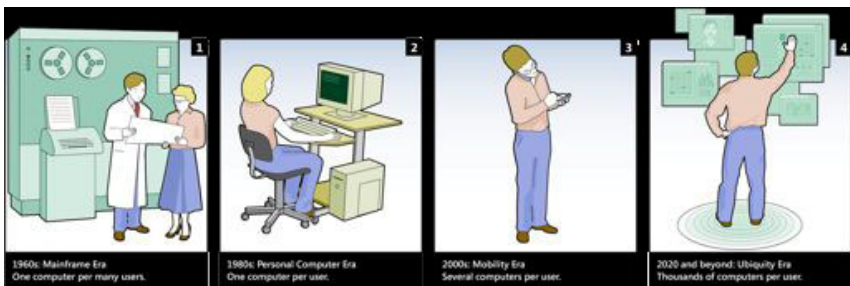 1
1960s: Mainframe Era
One computer per many users.
2
1980s: Personal Computer Era
One computer per user.
3
2000s: Mobility Era
Several computers per user.
4
2020 and beyond: Ubiquity Era
Thousands of computers per user.